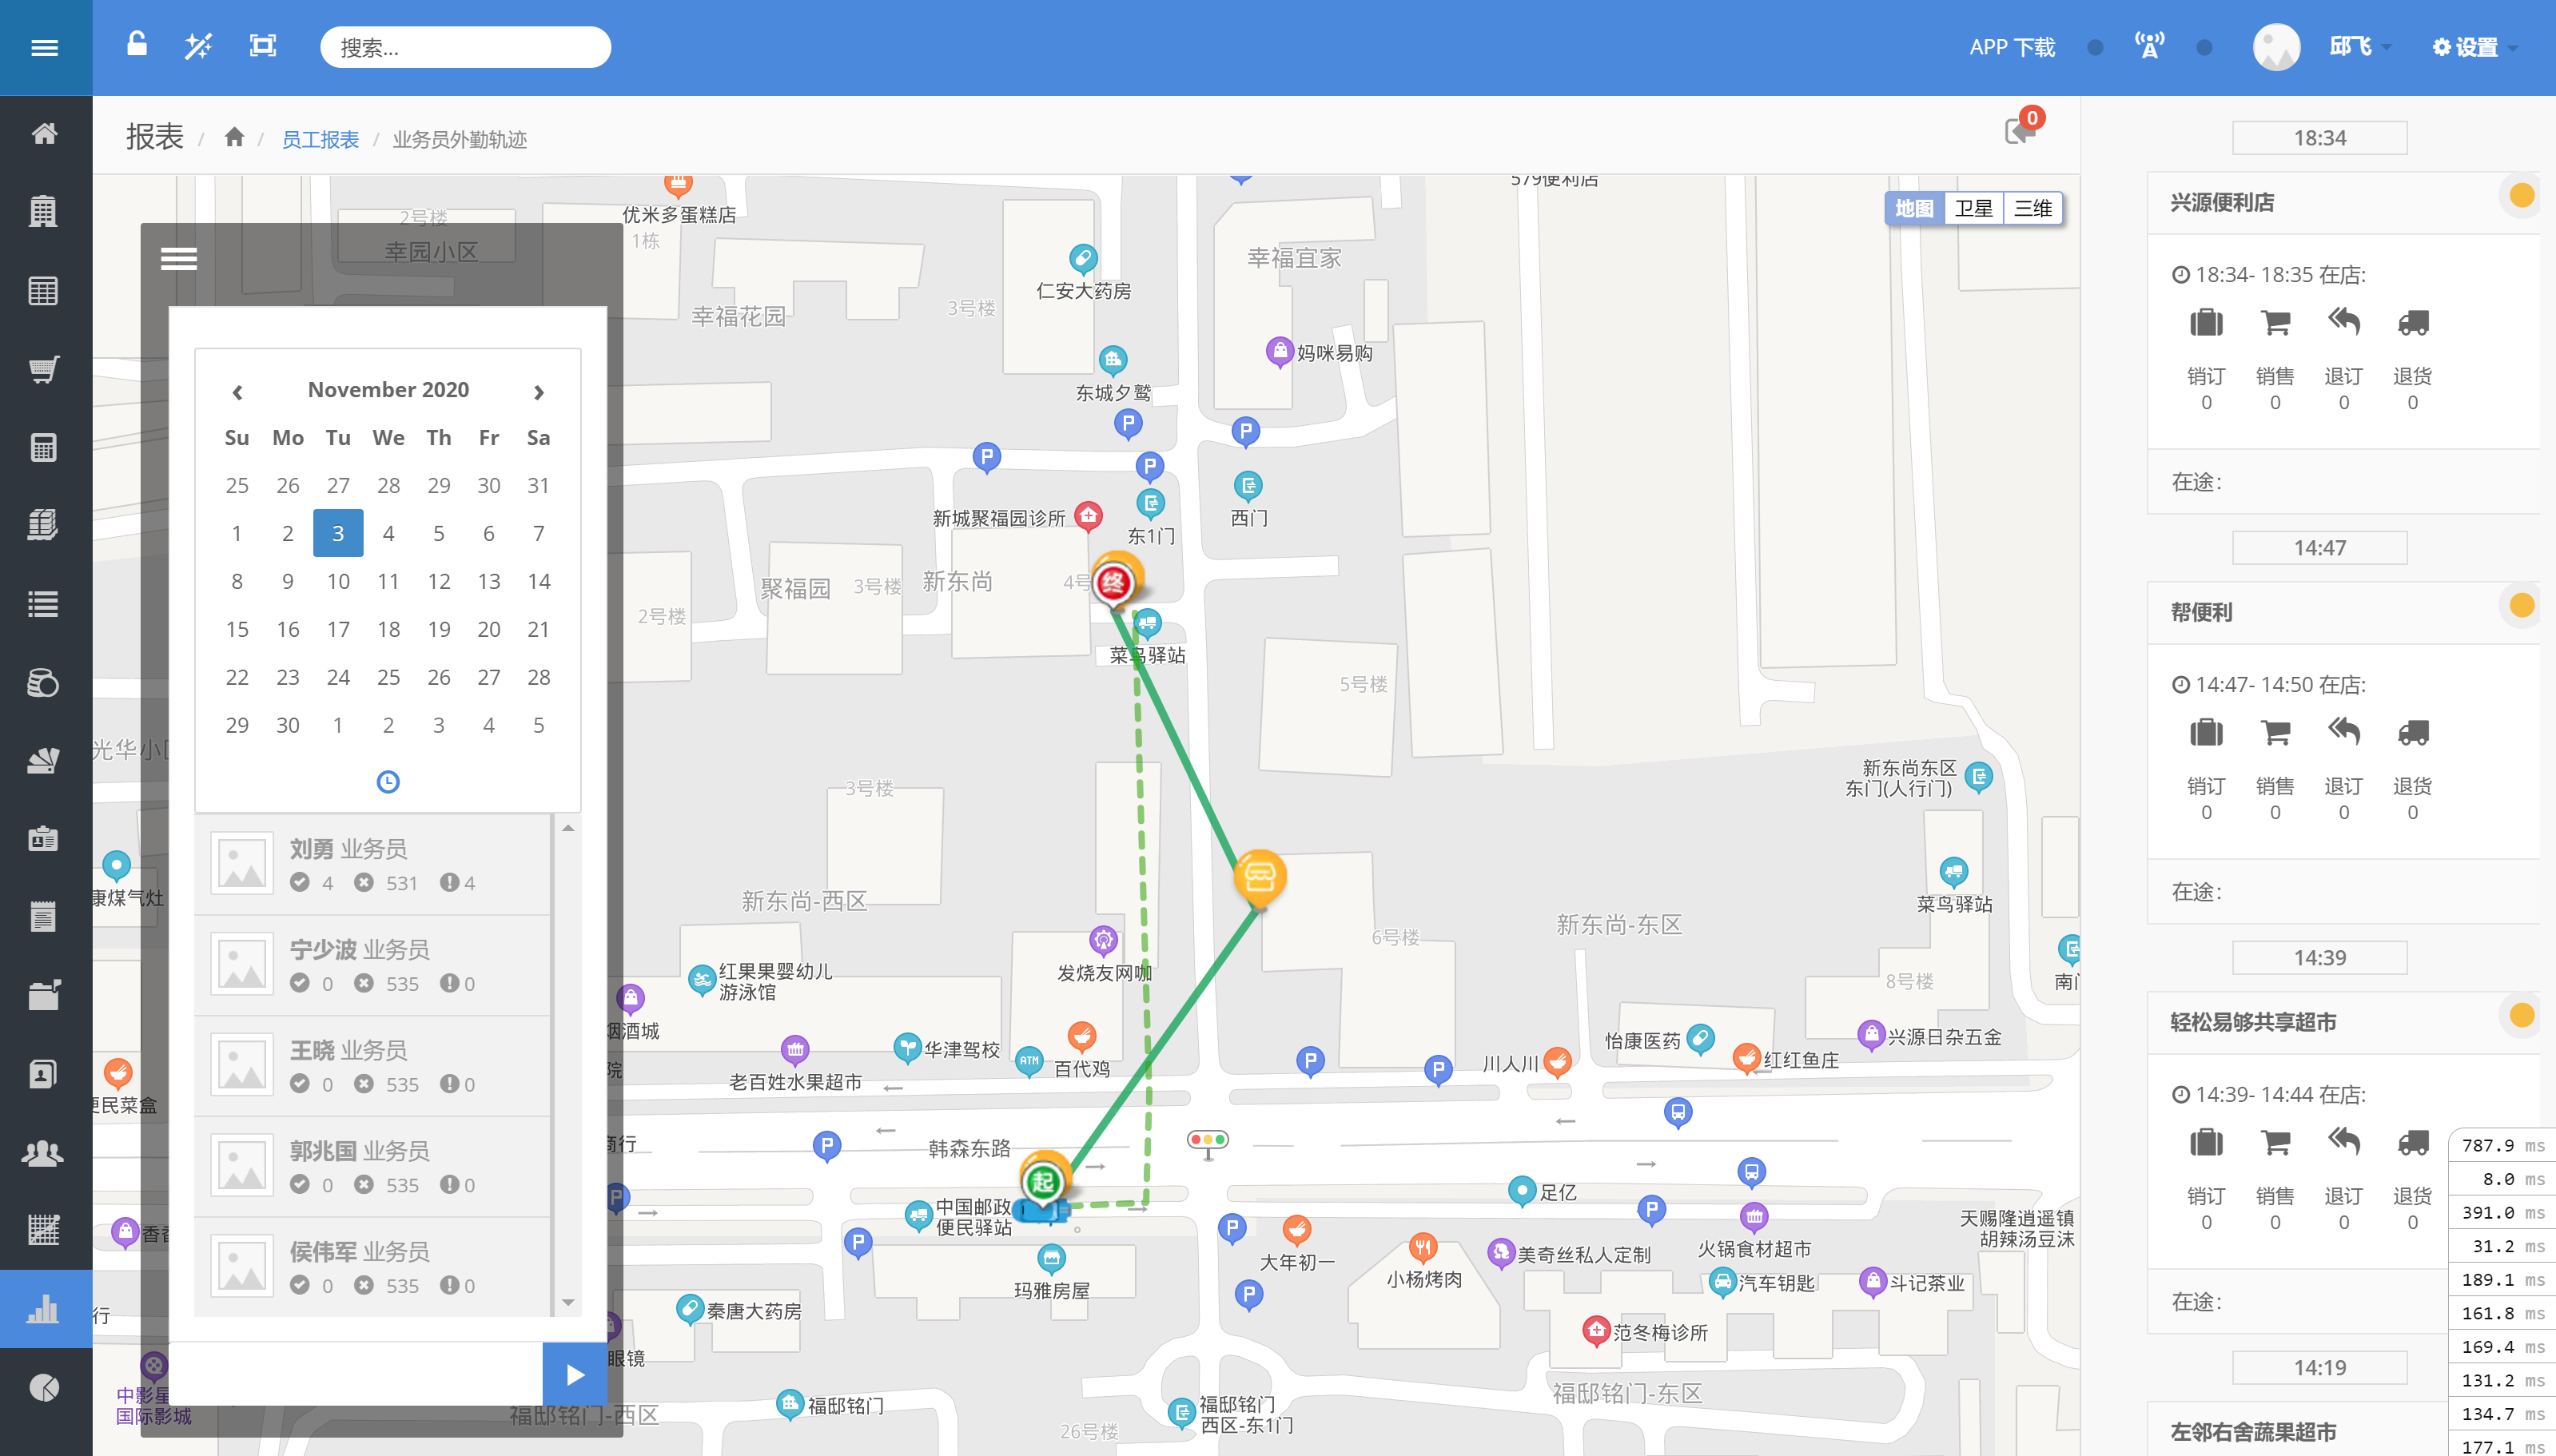 搜索...
APP 下载
邱飞
设置
报表 / / 员工报表 / 业务员外勤轨迹
0
地图 卫星 三维
November 2020
Su Mo Tu We Th Fr Sa
25 26 27 28 29 30 31
1 2 3 4 5 6 7
8 9 10 11 12 13 14
15 16 17 18 19 20 21
22 23 24 25 26 27 28
29 30 1 2 3 4 5
刘勇 业务员
4 531 4
宁少波 业务员
0 535 0
王晓 业务员
0 535 0
郭兆国 业务员
0 535 0
侯伟军 业务员
0 535 0
579便利店
优米多蛋糕店
2号楼
幸园小区
1栋
幸福花园
3号楼
仁安大药房
幸福宜家
妈咪易购
东城夕鹫
P
P
P
P
新城聚福园诊所
东1门
西门
聚福园
3号楼
新东尚
4号
终
2号楼
菜鸟驿站
5号楼
光华小
3号楼
新东尚东区
东门(人行门)
康煤气灶
新东尚-西区
新东尚-东区
菜鸟驿站
6号楼
发烧友网咖
红果果婴幼儿
游泳馆
8号楼
南门
烟酒城
华津驾校
ATM
百代鸡
老百姓水果超市
院
川人川
怡康医药
红红鱼庄
兴源日杂五金
P
P
便民菜盒
商行
P
韩森东路
起
P
中国邮政
便民驿站
足亿
P
P
P
大年初一
小杨烤肉
美奇丝私人定制
火锅食材超市
天赐隆逍遥镇
胡辣汤豆沫
香
玛雅房屋
P
汽车钥匙
斗记茶业
行
秦唐大药房
眼镜
范冬梅诊所
中影星
国际影城
福邸铭门-西区
福邸铭门
26号楼
福邸铭门
西区-东1门
福邸铭门-东区
18:34
兴源便利店
18:34- 18:35 在店:
销订 销售 退订 退货
0 0 0 0
在途:
14:47
帮便利
14:47- 14:50 在店:
销订 销售 退订 退货
0 0 0 0
在途:
14:39
轻松易够共享超市
14:39- 14:44 在店:
销订 销售 退订 退货
0 0 0 0
在途:
14:19
左邻右舍蔬果超市
787.9 ms
8.0 ms
391.0 ms
31.2 ms
189.1 ms
161.8 ms
169.4 ms
131.2 ms
134.7 ms
177.1 ms